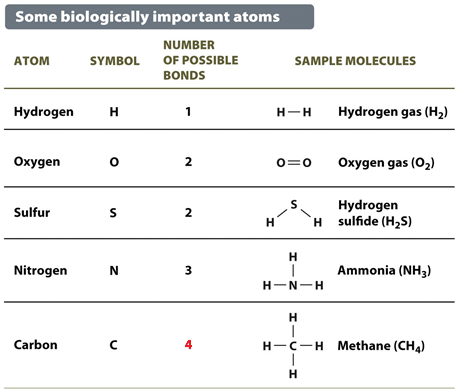 Some biologically important atoms
NUMBER
ATOM SYMBOL OF POSSIBLE SAMPLE MOLECULES
BONDS
Hydrogen H 1 H—H Hydrogen gas (H₂)
Oxygen O 2 O=O Oxygen gas (O₂)
Sulfur S 2 S Hydrogen
H H sulfide (H₂S)
H
Nitrogen N 3 H—N—H Ammonia (NH₃)
H
Carbon C 4 H—C—H Methane (CH₄)
H